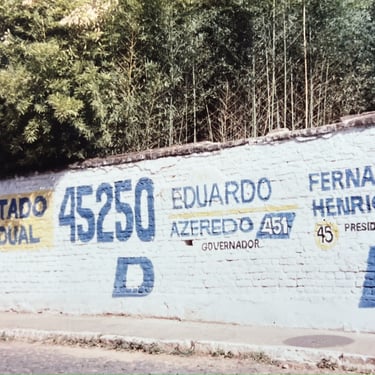 TADO
DUAL
45250
D
EDUARDO
AZEREDO 451
GOVERNADOR
FERNA
HENRIQ
45 PRESID